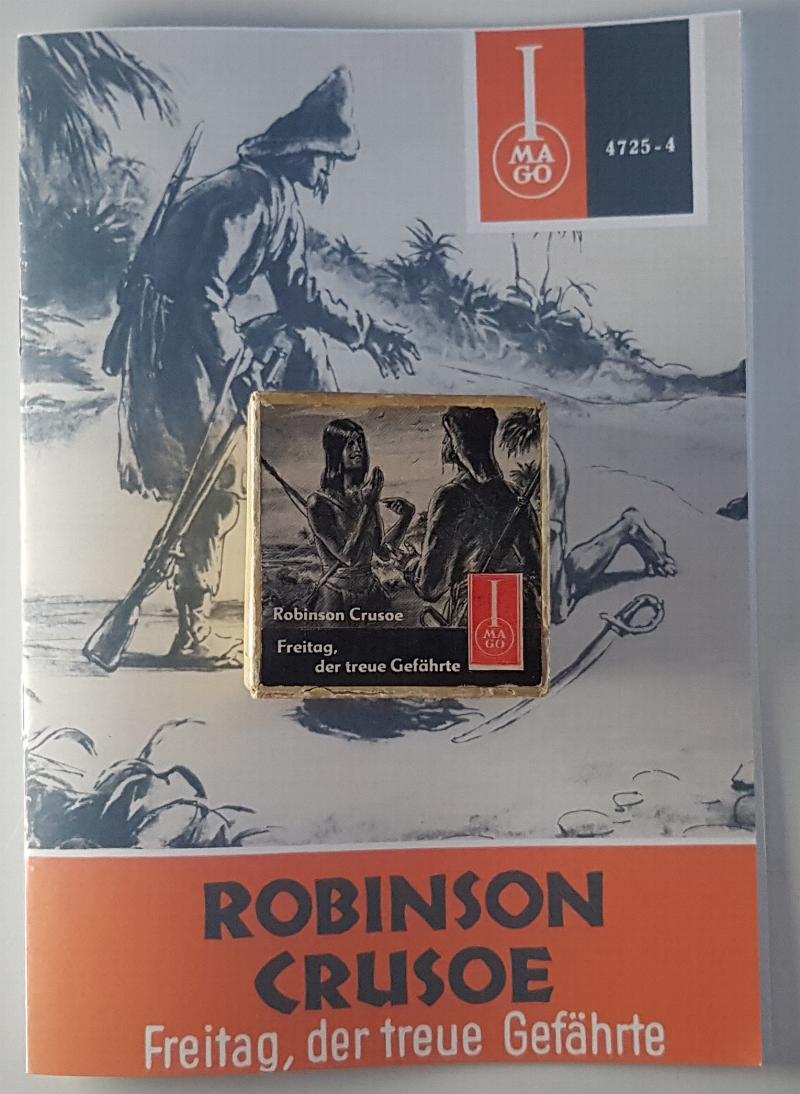 I
MA
GO
4725-4
Robinson Crusoe
Freitag,
der treue Gefährte
I
MA
GO
ROBINSON
CRUSOE
Freitag, der treue Gefährte